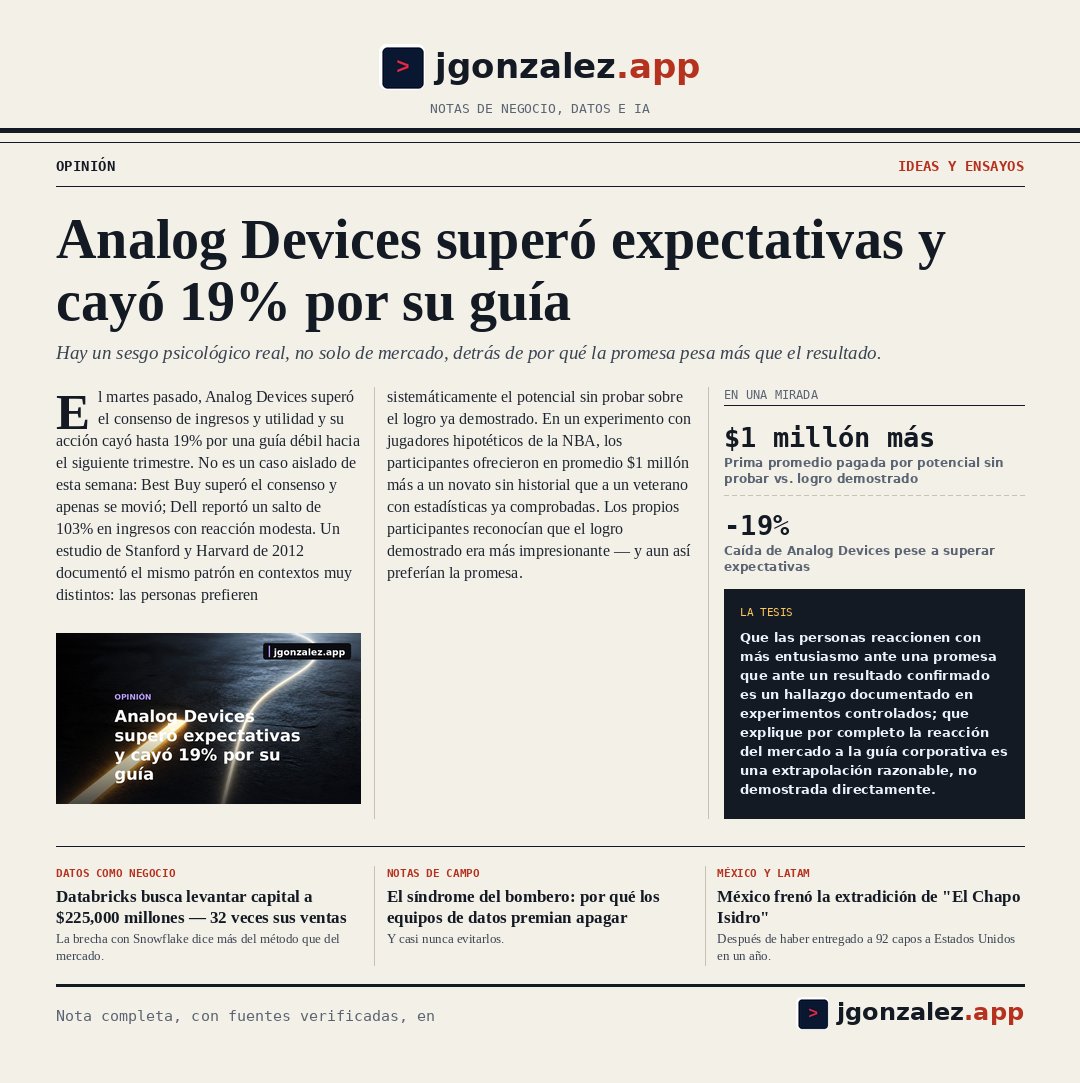 > jgonzalez.app
NOTAS DE NEGOCIO, DATOS E IA
OPINIÓN
IDEAS Y ENSAYOS
Analog Devices superó expectativas y
cayó 19% por su guía
Hay un sesgo psicológico real, no solo de mercado, detrás de por qué la promesa pesa más que el resultado.
El martes pasado, Analog Devices superó
el consenso de ingresos y utilidad y su
acción cayó hasta 19% por una guía débil hacia
el siguiente trimestre. No es un caso aislado de
esta semana: Best Buy superó el consenso y
apenas se movió; Dell reportó un salto de
103% en ingresos con reacción modesta. Un
estudio de Stanford y Harvard de 2012
documentó el mismo patrón en contextos muy
distintos: las personas prefieren
jgonzalez.app
OPINIÓN
Analog Devices
superó expectativas
y cayó 19% por su
guía
sistemáticamente el potencial sin probar sobre
el logro ya demostrado. En un experimento con
jugadores hipotéticos de la NBA, los
participantes ofrecieron en promedio $1 millón
más a un novato sin historial que a un veterano
con estadísticas ya comprobadas. Los propios
participantes reconocían que el logro
demostrado era más impresionante — y aun así
preferían la promesa.
EN UNA MIRADA
$1 millón más
Prima promedio pagada por potencial sin
probar vs. logro demostrado
-19%
Caída de Analog Devices pese a superar
expectativas
LA TESIS
Que las personas reaccionen con
más entusiasmo ante una promesa
que ante un resultado confirmado
es un hallazgo documentado en
experimentos controlados; que
explique por completo la reacción
del mercado a la guía corporativa es
una extrapolación razonable, no
demostrada directamente.
DATOS COMO NEGOCIO
Databricks busca levantar capital a
$225,000 millones — 32 veces sus ventas
La brecha con Snowflake dice más del método que del
mercado.
NOTAS DE CAMPO
El síndrome del bombero: por qué los
equipos de datos premian apagar
Y casi nunca evitarlos.
MÉXICO Y LATAM
México frenó la extradición de "El Chapo
Isidro"
Después de haber entregado a 92 capos a Estados Unidos
en un año.
Nota completa, con fuentes verificadas, en
> jgonzalez.app